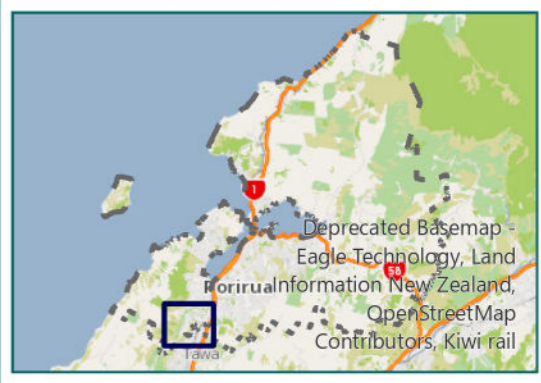 1
Deprecated Basemap -
Eagle Technology, Land
58
Porirua
Information New Zealand,
OpenStreetMap
Contributors, Kiwi rail
Tawa